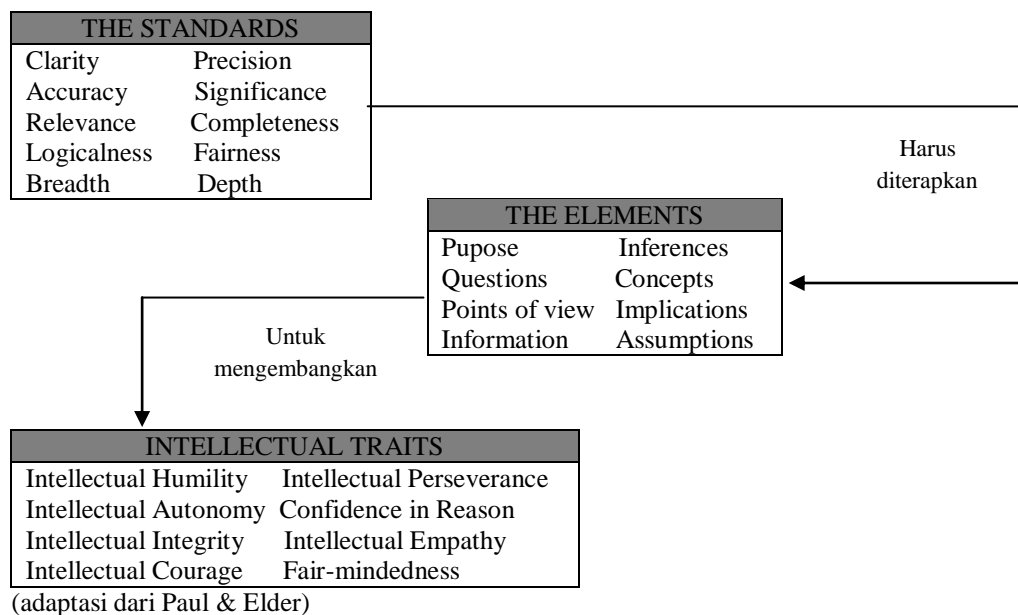 THE STANDARDS
Clarity Precision
Accuracy Significance
Relevance Completeness
Logicalness Fairness
Breadth Depth
Harus
diterapkan
THE ELEMENTS
Pupose Inferences
Questions Concepts
Points of view Implications
Information Assumptions
Untuk
mengembangkan
INTELLECTUAL TRAITS
Intellectual Humility Intellectual Perseverance
Intellectual Autonomy Confidence in Reason
Intellectual Integrity Intellectual Empathy
Intellectual Courage Fair-mindedness
(adaptasi dari Paul & Elder)